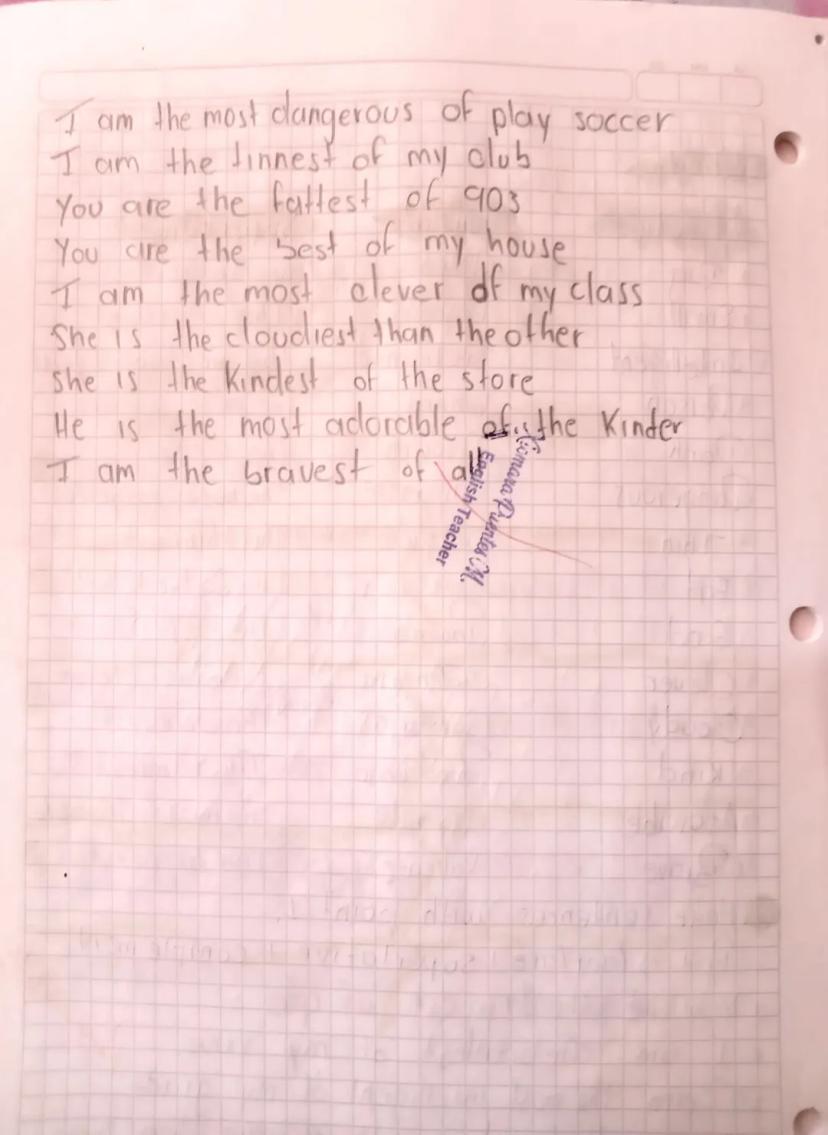 I am the most dangerous of play soccer
I am the tinnest of my club
You are the fattest of 903
You are the best of my house
I am the most clever of my class
She is the cloudiest than the other
She is the Kindest of the store
He is the most adorable of the Kinder
I am the bravest of all
Xiomara Puentes M.
English Teacher